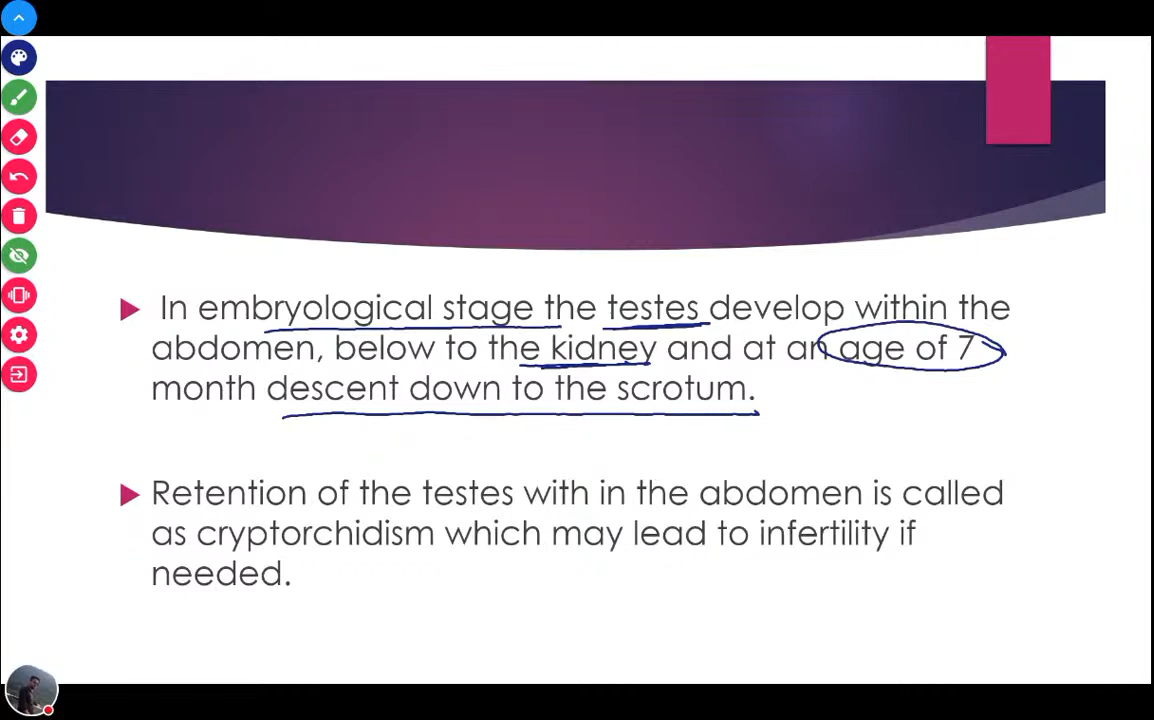 In embryological stage the testes develop within the
abdomen, below to the kidney and at an age of 7
month descent down to the scrotum.
Retention of the testes with in the abdomen is called
as cryptorchidism which may lead to infertility if
needed.